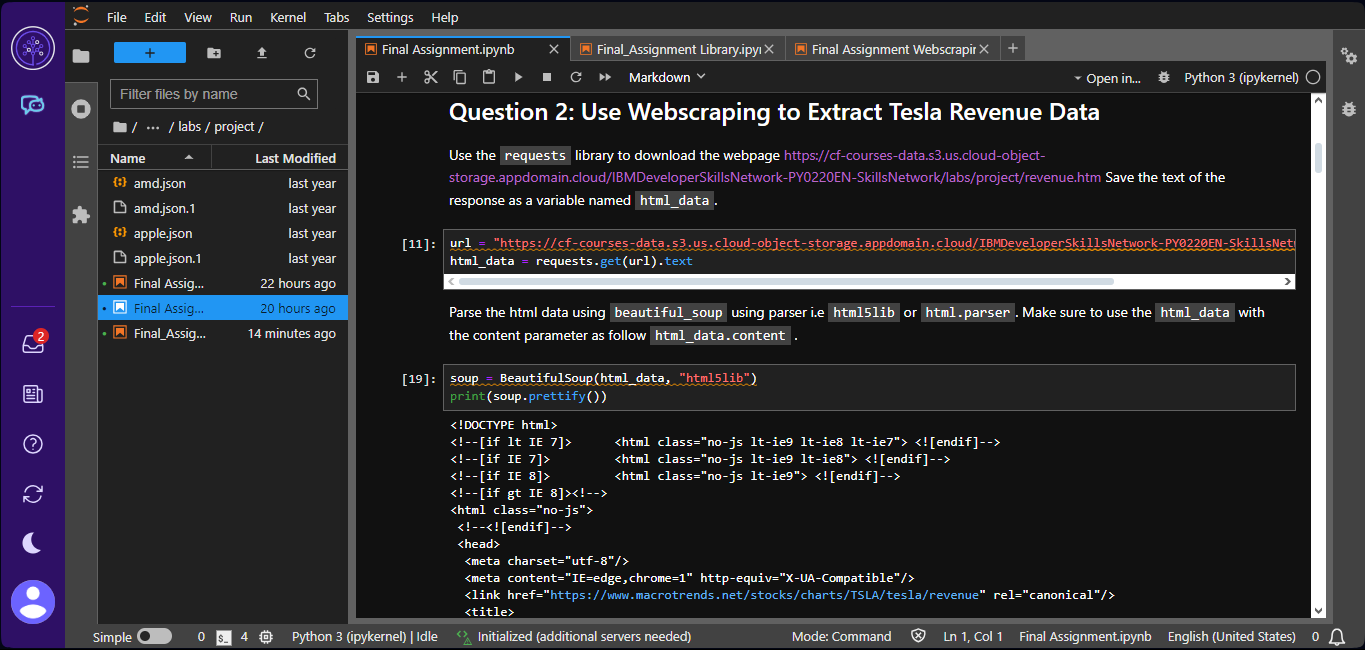 File Edit View Run Kernel Tabs Settings Help
+
Filter files by name
/ ... / labs / project /
Name Last Modified
amd.json last year
amd.json.1 last year
apple.json last year
apple.json.1 last year
Final Assig... 22 hours ago
Final Assig... 20 hours ago
Final_Assig... 14 minutes ago
2
Final Assignment.ipynb Final_Assignment Library.ipyn Final Assignment Webscrapin
Markdown Open in... Python 3 (ipykernel)
Question 2: Use Webscraping to Extract Tesla Revenue Data
Use the requests library to download the webpage https://cf-courses-data.s3.us.cloud-object-
storage.appdomain.cloud/IBMDeveloperSkillsNetwork-PY0220EN-SkillsNetwork/labs/project/revenue.htm Save the text of the
response as a variable named html_data.
[11]: url = "https://cf-courses-data.s3.us.cloud-object-storage.appdomain.cloud/IBMDeveloperSkillsNetwork-PY0220EN-SkillsNetw
html_data = requests.get(url).text
Parse the html data using beautiful_soup using parser i.e html5lib or html.parser. Make sure to use the html_data with
the content parameter as follow html_data.content .
[19]: soup = BeautifulSoup(html_data, "html5lib")
print(soup.prettify())
<!DOCTYPE html>
<!--[if lt IE 7]>      <html class="no-js lt-ie9 lt-ie8 lt-ie7"> <![endif]-->
<!--[if IE 7]>         <html class="no-js lt-ie9 lt-ie8"> <![endif]-->
<!--[if IE 8]>         <html class="no-js lt-ie9"> <![endif]-->
<!--[if gt IE 8]><!-->
<html class="no-js">
<!--<![endif]-->
<head>
<meta charset="utf-8"/>
<meta content="IE=edge,chrome=1" http-equiv="X-UA-Compatible"/>
<link href="https://www.macrotrends.net/stocks/charts/TSLA/tesla/revenue" rel="canonical"/>
<title>
Simple 0 $_ 4 Python 3 (ipykernel) | Idle Initialized (additional servers needed) Mode: Command Ln 1, Col 1 Final Assignment.ipynb English (United States) 0